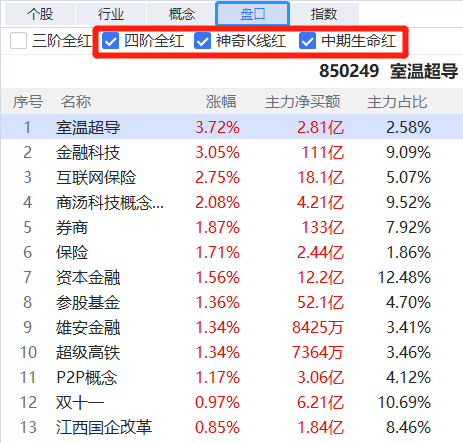 个股 行业 概念 盘口 指数
三阶全红 四阶全红 神奇K线红 中期生命红
850249 室温超导
序号 名称 涨幅 主力净买额 主力占比
1 室温超导 3.72% 2.81亿 2.58%
2 金融科技 3.05% 111亿 9.09%
3 互联网保险 2.75% 18.1亿 5.07%
4 商汤科技概念... 2.08% 4.21亿 9.52%
5 券商 1.87% 133亿 7.92%
6 保险 1.71% 2.44亿 1.86%
7 资本金融 1.56% 12.2亿 12.48%
8 参股基金 1.36% 52.1亿 4.70%
9 雄安金融 1.34% 8425万 3.41%
10 超级高铁 1.34% 7364万 3.46%
11 P2P概念 1.17% 3.06亿 4.12%
12 双十一 0.97% 6.21亿 10.69%
13 江西国企改革 0.85% 1.84亿 8.46%